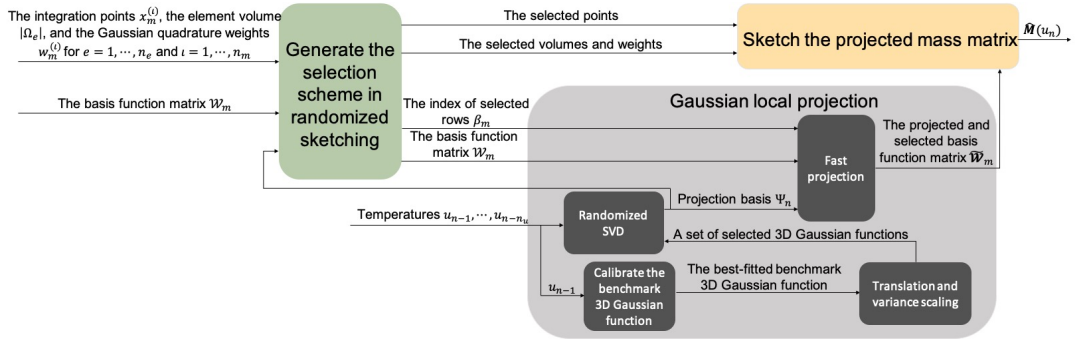 The integration points x_m^(ι), the element volume
|Ω_e|, and the Gaussian quadrature weights
w_m^(ι) for e = 1, ⋯, n_e and ι = 1, ⋯, n_m
The basis function matrix 𝒲_m
Generate the
selection
scheme in
randomized
sketching
The selected points
The selected volumes and weights
Sketch the projected mass matrix
M̂(u_n)
Gaussian local projection
The index of selected
rows β_m
The basis function
matrix 𝒲_m
Fast
projection
The projected and
selected basis
function matrix 𝒲̂_m
Projection basis Ψ_n
Temperatures u_{n−1}, ⋯, u_{n−n_u}
Randomized
SVD
A set of selected 3D Gaussian functions
u_{n−1}
Calibrate the
benchmark
3D Gaussian
function
The best-fitted benchmark
3D Gaussian function
Translation and
variance scaling